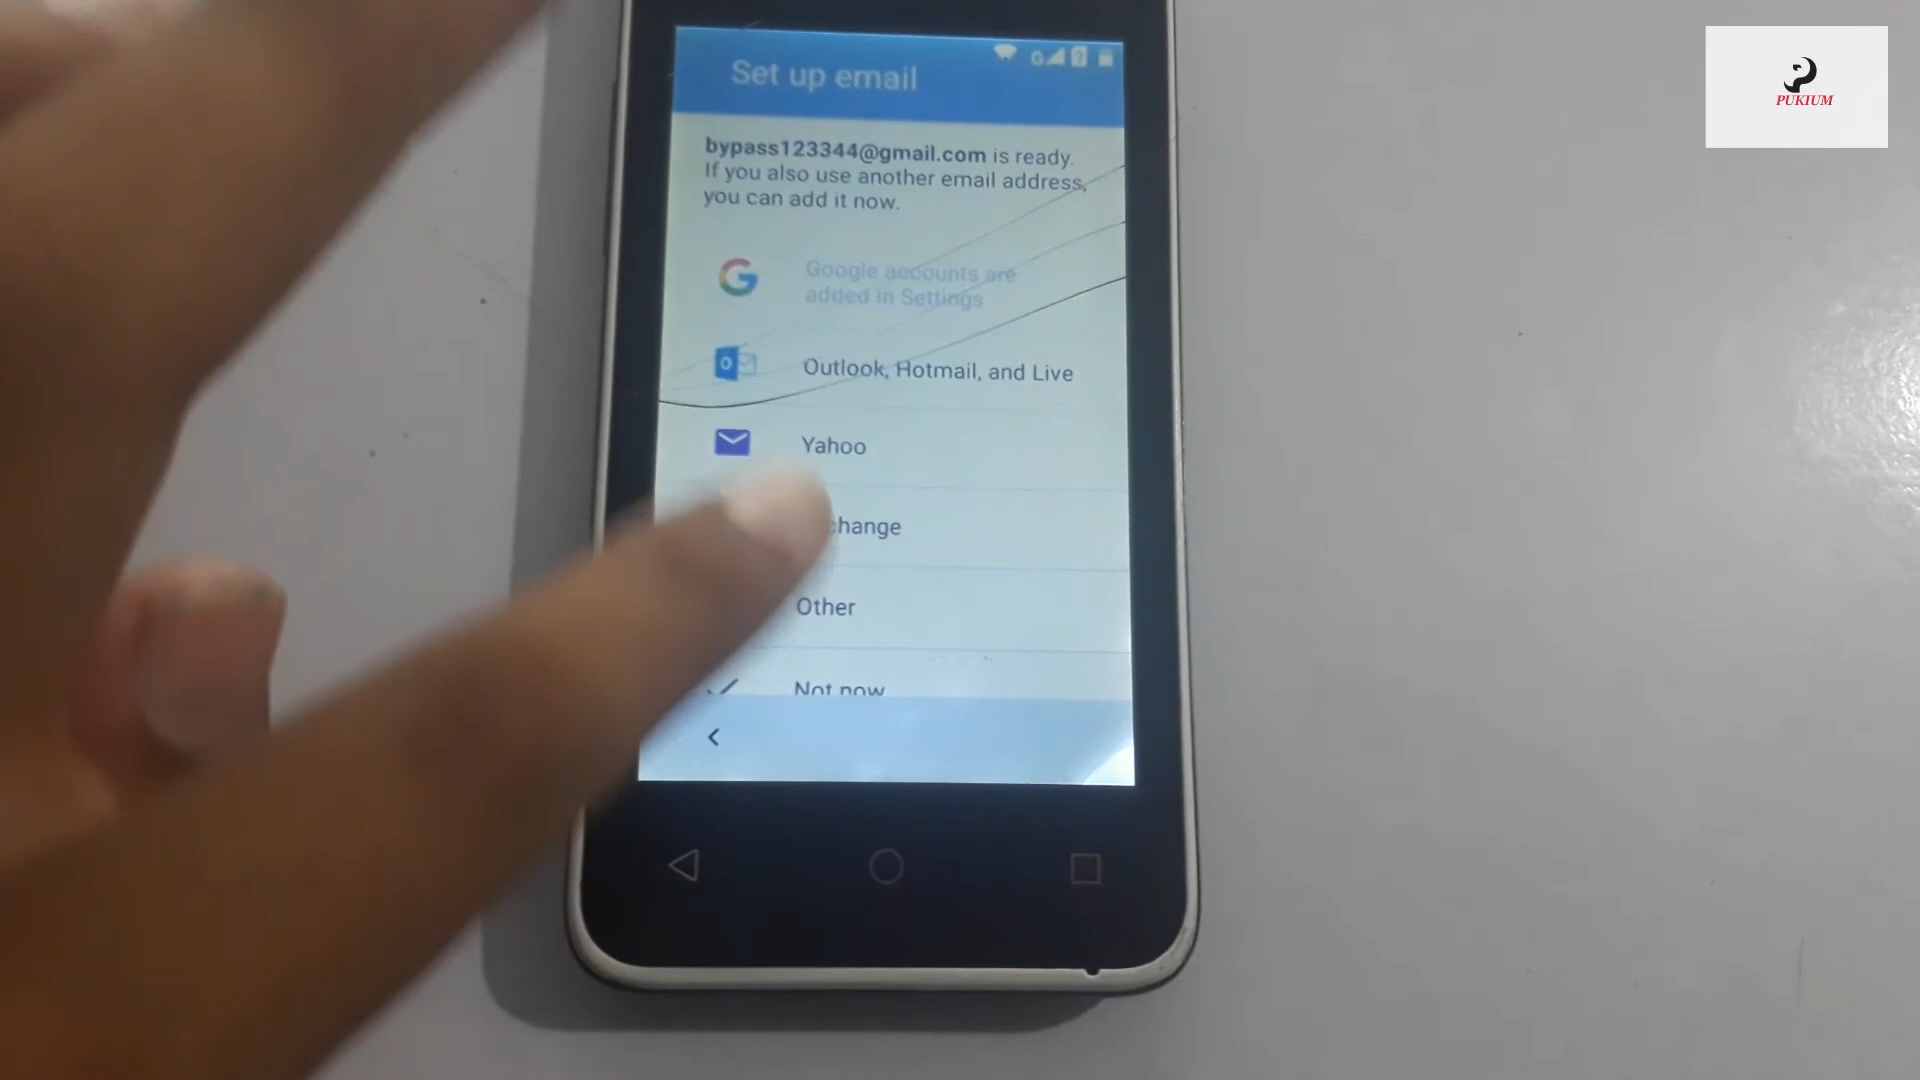 PUKIUM
Set up email
G
bypass123344@gmail.com is ready.
If you also use another email address,
you can add it now.
Google accounts are
added in Settings
Outlook, Hotmail, and Live
Yahoo
change
Other
Not now